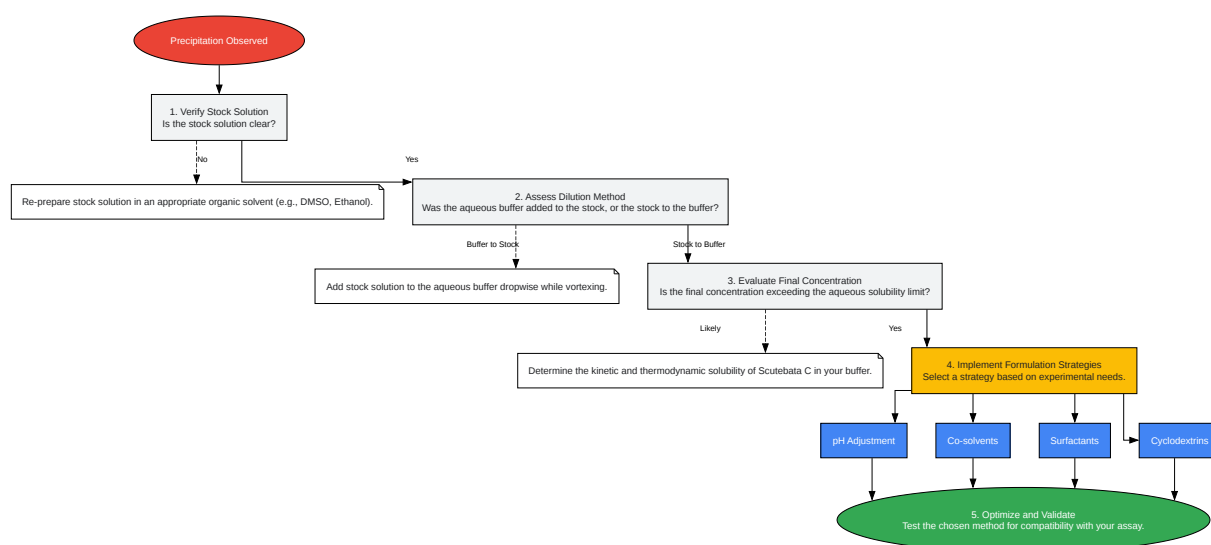 Precipitation Observed
1. Verify Stock Solution
Is the stock solution clear?
No
Yes
Re-prepare stock solution in an appropriate organic solvent (e.g., DMSO, Ethanol).
2. Assess Dilution Method
Was the aqueous buffer added to the stock, or the stock to the buffer?
Buffer to Stock
Stock to Buffer
Add stock solution to the aqueous buffer dropwise while vortexing.
3. Evaluate Final Concentration
Is the final concentration exceeding the aqueous solubility limit?
Likely
Yes
Determine the kinetic and thermodynamic solubility of Scutebata C in your buffer.
4. Implement Formulation Strategies
Select a strategy based on experimental needs.
pH Adjustment
Co-solvents
Surfactants
Cyclodextrins
5. Optimize and Validate
Test the chosen method for compatibility with your assay.